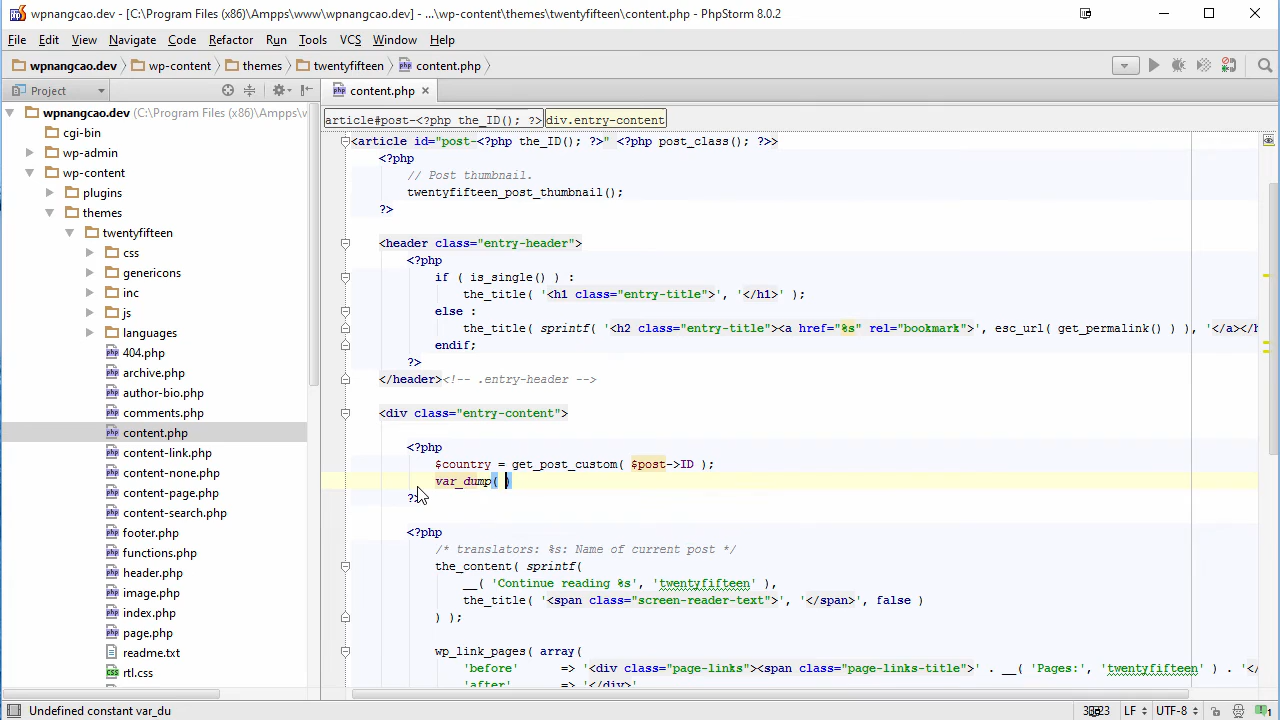 wpnangcao.dev - [C:\Program Files (x86)\Ampps\www\wpnangcao.dev] - ...\wp-content\themes\twentyfifteen\content.php - PhpStorm 8.0.2
File Edit View Navigate Code Refactor Run Tools VCS Window Help
wpnangcao.dev wp-content themes twentyfifteen content.php
Project
content.php
wpnangcao.dev (C:\Program Files (x86)\Ampps\w
article#post-<?php the_ID(); ?> div.entry-content
cgi-bin
wp-admin
wp-content
plugins
themes
twentyfifteen
css
genericons
inc
js
languages
404.php
archive.php
author-bio.php
comments.php
content.php
content-link.php
content-none.php
content-page.php
content-search.php
footer.php
functions.php
header.php
image.php
index.php
page.php
readme.txt
rtl.css
<article id="post-<?php the_ID(); ?>" <?php post_class(); ?>>
<?php
// Post thumbnail.
twentyfifteen_post_thumbnail();
?>
<header class="entry-header">
<?php
if ( is_single() ) :
the_title( '<h1 class="entry-title">', '</h1>' );
else :
the_title( sprintf( '<h2 class="entry-title"><a href="%s" rel="bookmark">', esc_url( get_permalink() ) ), '</a></h
endif;
?>
</header><!-- .entry-header -->
<div class="entry-content">
<?php
$country = get_post_custom( $post->ID );
var_dump( )
?>
<?php
/* translators: %s: Name of current post */
the_content( sprintf(
__( 'Continue reading %s', 'twentyfifteen' ),
the_title( '<span class="screen-reader-text">', '</span>', false )
) );
wp_link_pages( array(
'before' => '<div class="page-links"><span class="page-links-title">' . __( 'Pages:', 'twentyfifteen' ) . '</
'after' => '</div>'
Undefined constant var_du
LF UTF-8 1